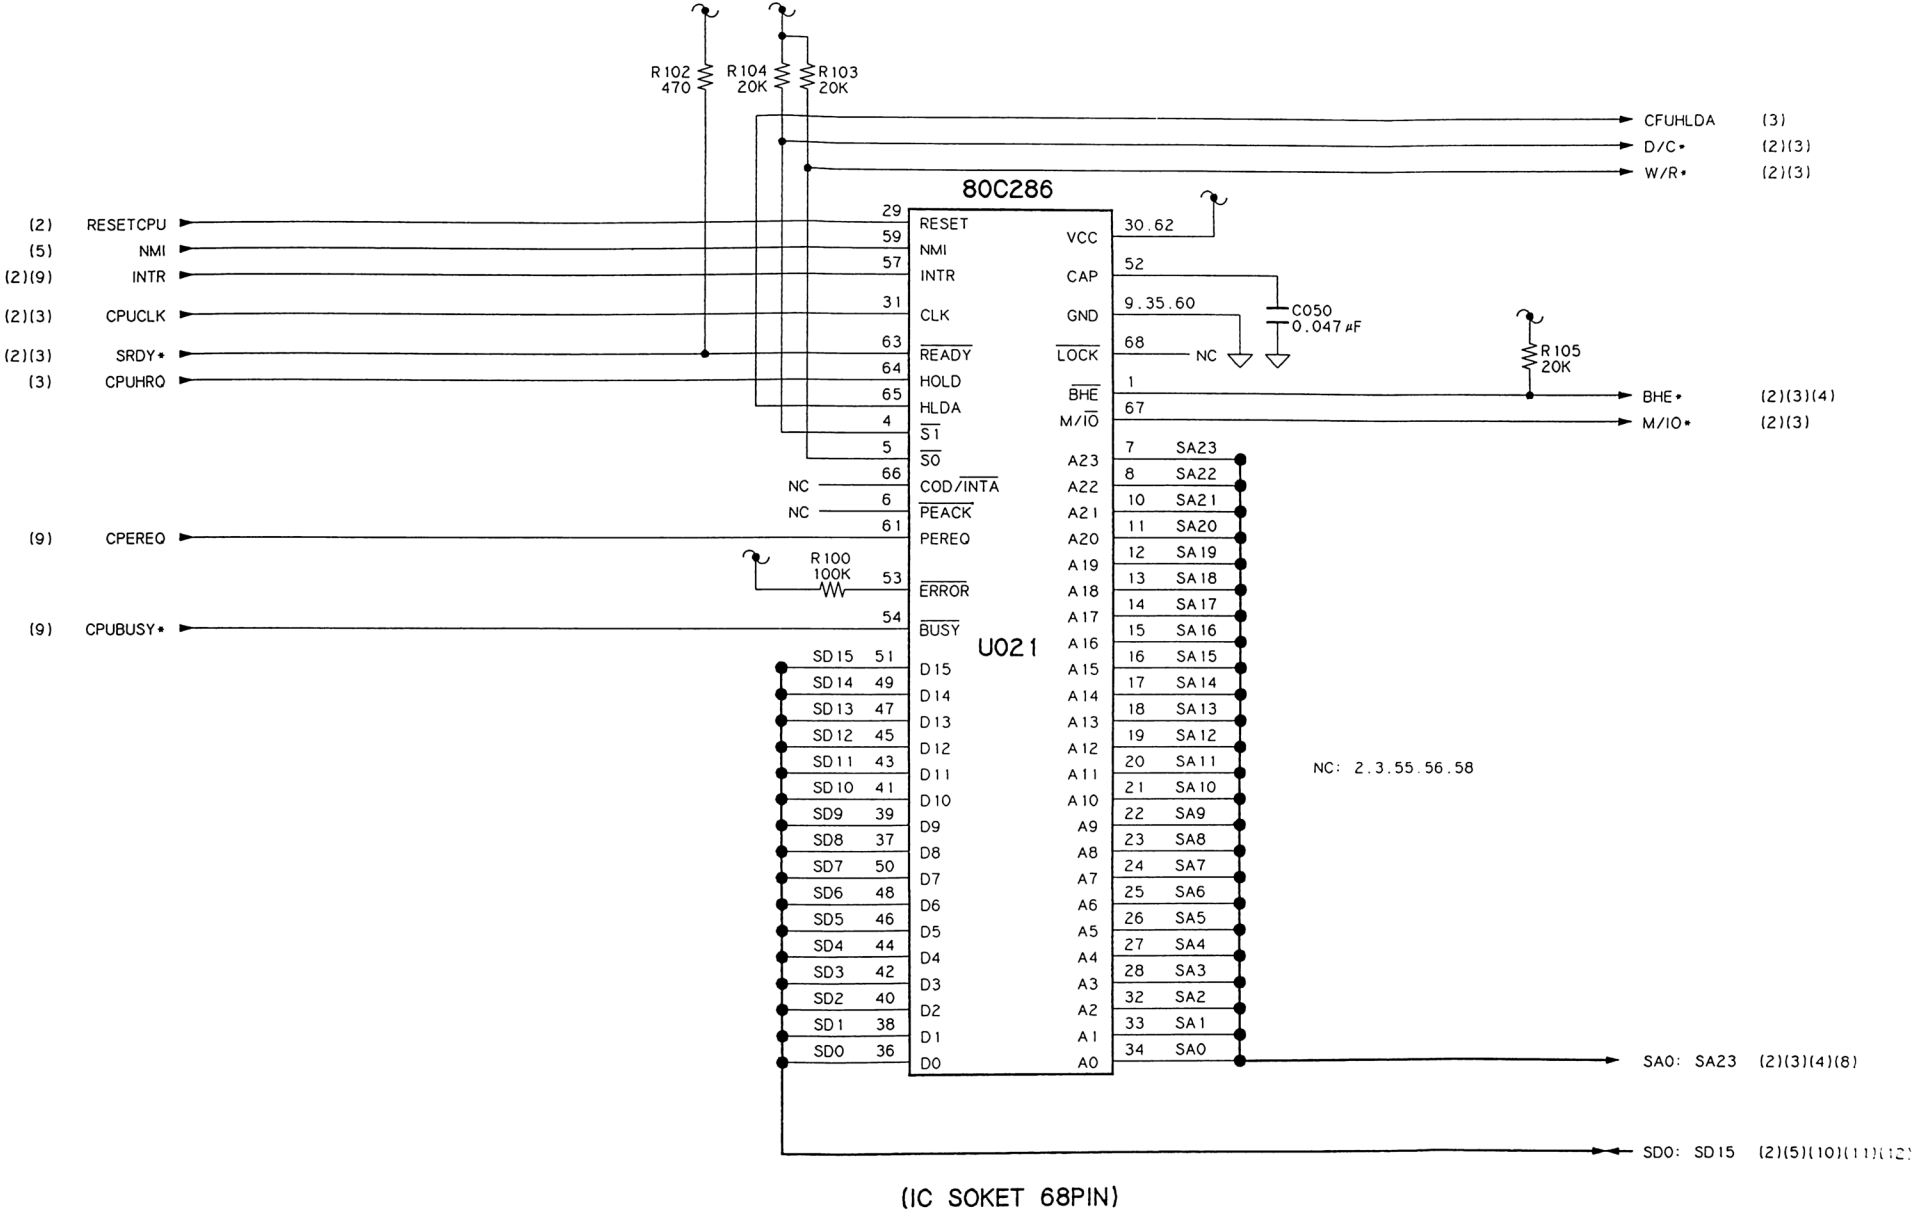 R102 470
R104 20K
R103 20K
CFUHLDA (3)
D/C* (2)(3)
W/R* (2)(3)
80C286
(2) RESETCPU 29 RESET
(5) NMI 59 NMI
(2)(9) INTR 57 INTR
(2)(3) CPUCLK 31 CLK
(2)(3) SRDY* 63 READY
(3) CPUHRQ 64 HOLD
65 HLDA
4 S1
5 S0
NC 66 COD/INTA
NC 6 PEACK
(9) CPEREQ 61 PEREQ
R100 100K
53 ERROR
(9) CPUBUSY* 54 BUSY
U021
SD15 51 D15
SD14 49 D14
SD13 47 D13
SD12 45 D12
SD11 43 D11
SD10 41 D10
SD9 39 D9
SD8 37 D8
SD7 50 D7
SD6 48 D6
SD5 46 D5
SD4 44 D4
SD3 42 D3
SD2 40 D2
SD1 38 D1
SD0 36 D0
VCC 30.62
CAP 52
C050 0.047µF
GND 9.35.60
LOCK 68 NC
R105 20K
BHE 1 BHE* (2)(3)(4)
M/IO 67 M/IO* (2)(3)
A23 7 SA23
A22 8 SA22
A21 10 SA21
A20 11 SA20
A19 12 SA19
A18 13 SA18
A17 14 SA17
A16 15 SA16
A15 16 SA15
A14 17 SA14
A13 18 SA13
A12 19 SA12
A11 20 SA11
A10 21 SA10
A9 22 SA9
A8 23 SA8
A7 24 SA7
A6 25 SA6
A5 26 SA5
A4 27 SA4
A3 28 SA3
A2 32 SA2
A1 33 SA1
A0 34 SA0
NC: 2.3.55.56.58
SA0: SA23 (2)(3)(4)(8)
SD0: SD15 (2)(5)(10)(11)(12)
(IC SOKET 68PIN)